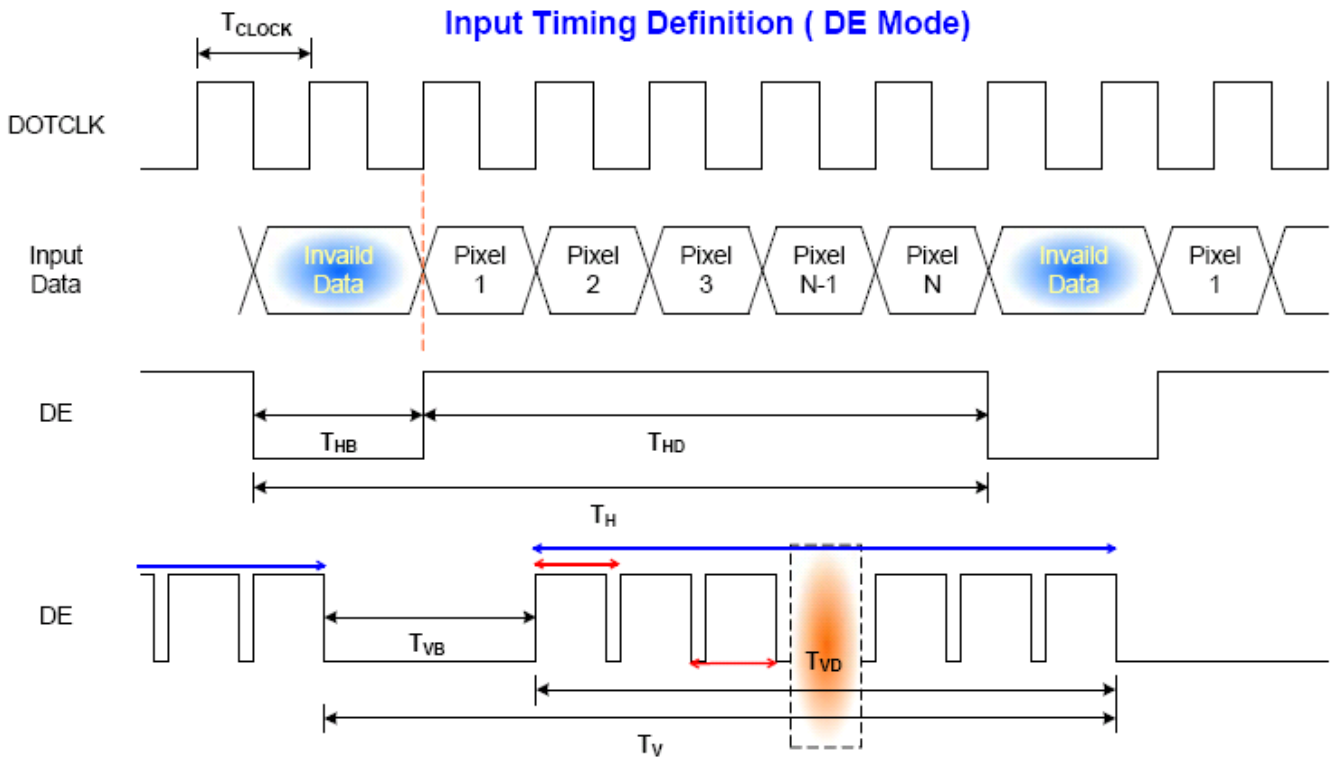 Input Timing Definition ( DE Mode)
TCLOCK
DOTCLK
Input
Data
Invaild
Data
Pixel
1
Pixel
2
Pixel
3
Pixel
N-1
Pixel
N
Invaild
Data
Pixel
1
DE
THB
THD
TH
DE
TVB
TVD
TV